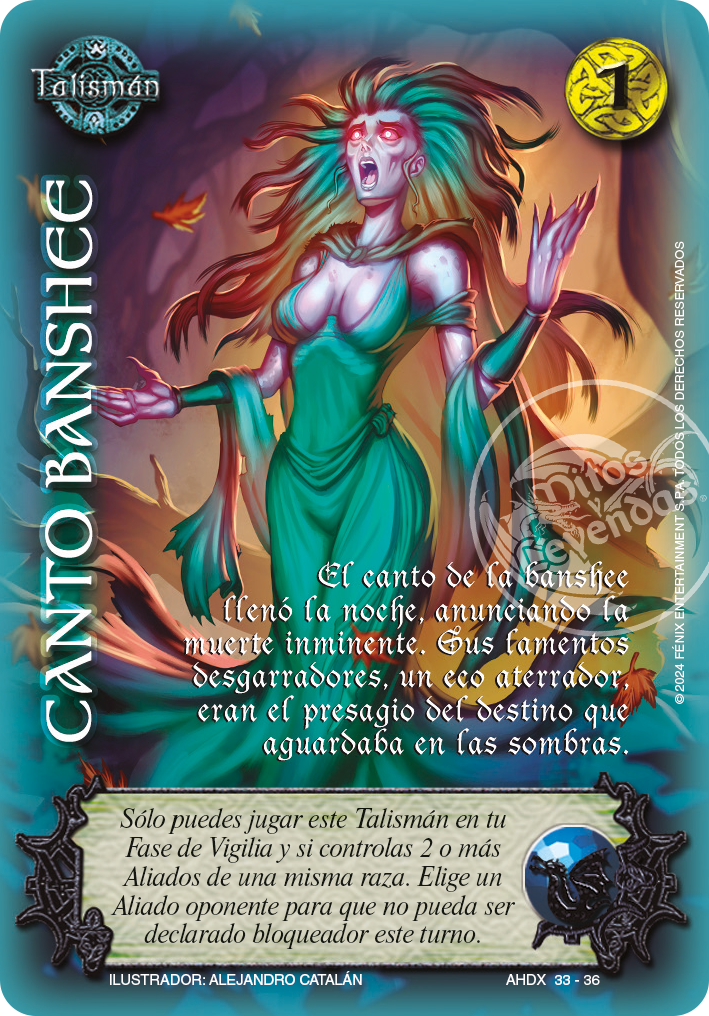 Talismán
1
CANTO BANSHEE
El canto de la banshee
llenó la noche, anunciando la
muerte inminente. Sus lamentos
desgarradores, un eco aterrador,
eran el presagio del destino que
aguardaba en las sombras.
Mitos
y
Leyendas
®
©2024 FÉNIX ENTERTAINMENT S.P.A. TODOS LOS DERECHOS RESERVADOS
Sólo puedes jugar este Talismán en tu
Fase de Vigilia y si controlas 2 o más
Aliados de una misma raza. Elige un
Aliado oponente para que no pueda ser
declarado bloqueador este turno.
ILUSTRADOR: ALEJANDRO CATALÁN
AHDX 33 - 36